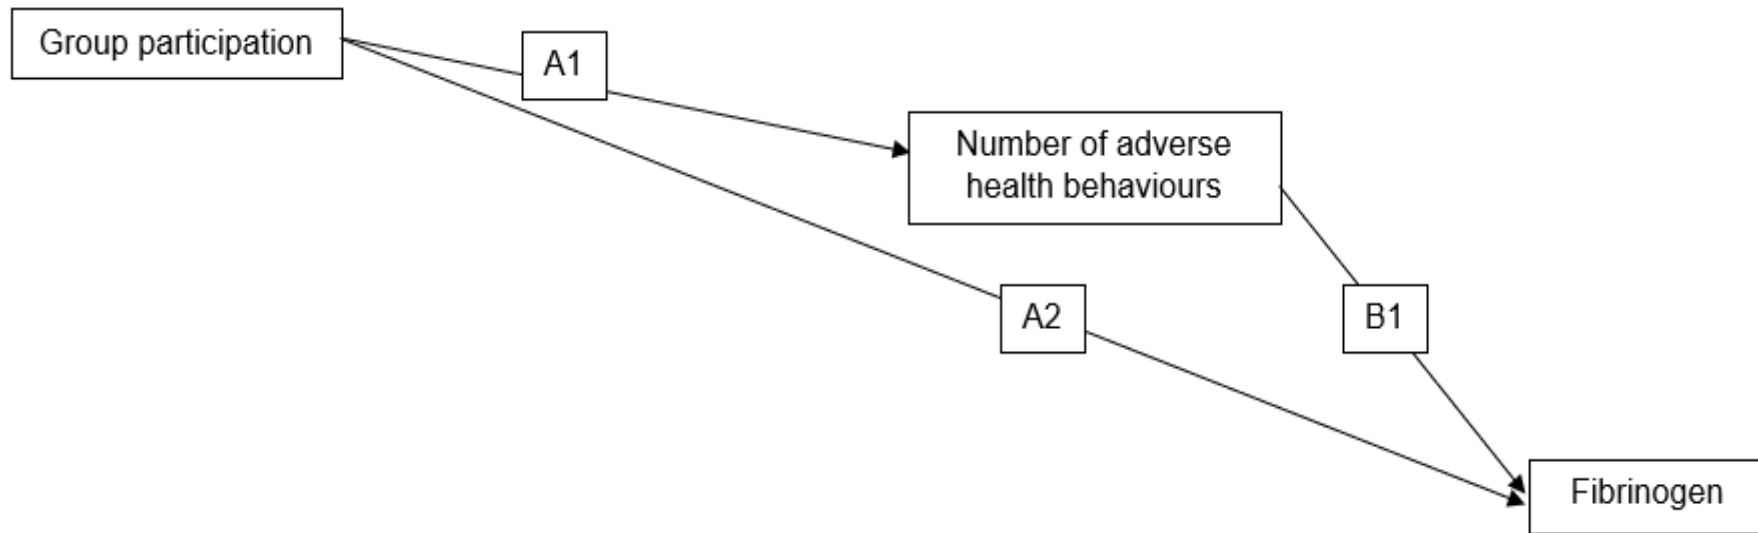 Group participation
A1
Number of adverse
health behaviours
A2
B1
Fibrinogen